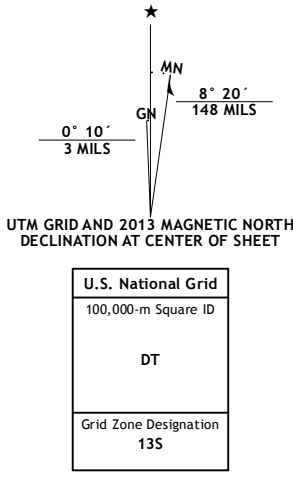 ★
MN
8° 20´
148 MILS
GN
0° 10´
3 MILS
UTM GRID AND 2013 MAGNETIC NORTH
DECLINATION AT CENTER OF SHEET
U.S. National Grid
100,000-m Square ID
DT
Grid Zone Designation
13S